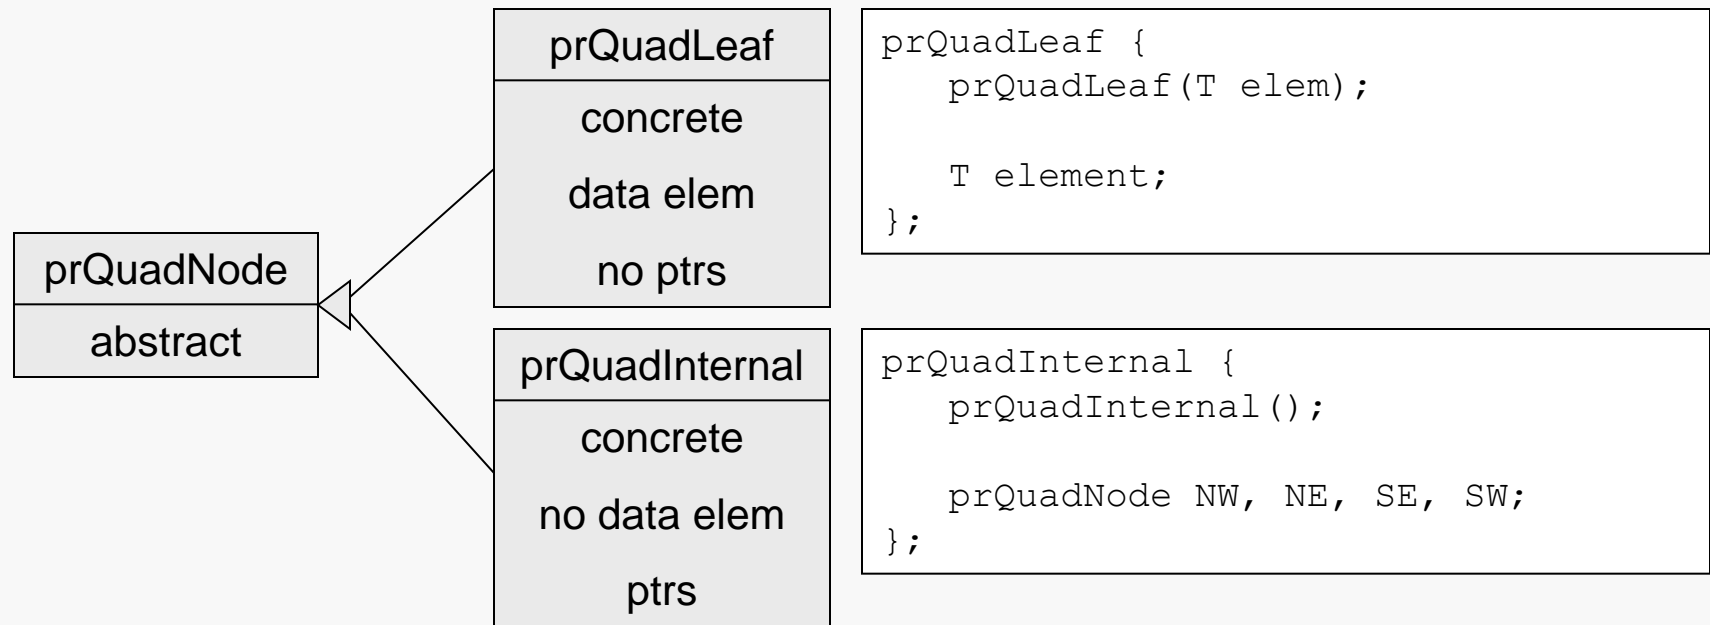 prQuadNode
abstract
prQuadLeaf
concrete
data elem
no ptrs
prQuadInternal
concrete
no data elem
ptrs
prQuadLeaf {
   prQuadLeaf(T elem);
   T element;
};
prQuadInternal {
   prQuadInternal();
   prQuadNode NW, NE, SE, SW;
};